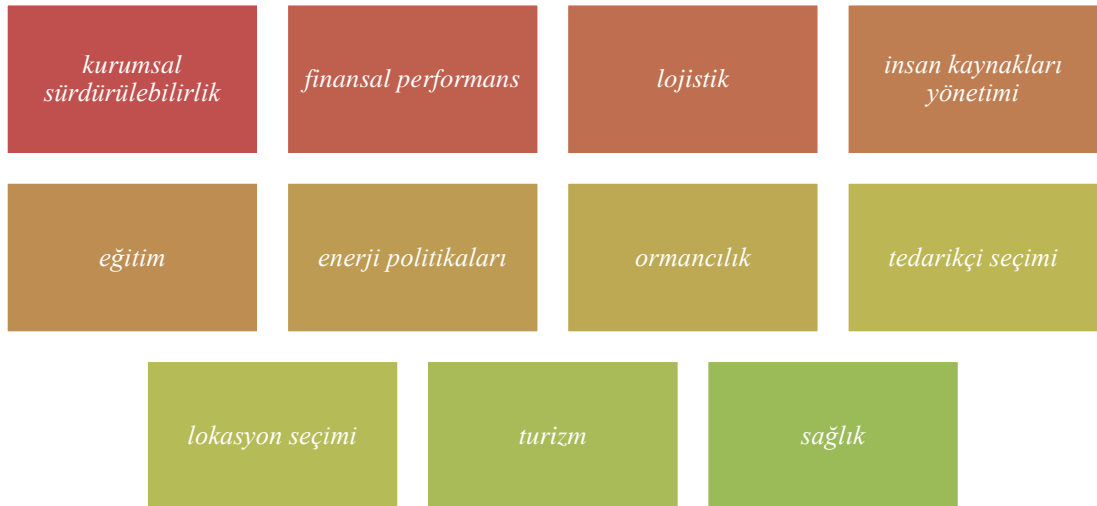 kurumsal
sürdürülebilirlik
finansal performans
lojistik
insan kaynakları
yönetimi
eğitim
enerji politikaları
ormancılık
tedarikçi seçimi
lokasyon seçimi
turizm
sağlık